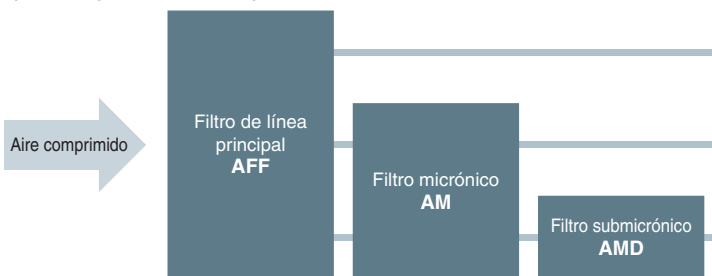 Aire comprimido
Filtro de línea
principal
AFF
Filtro micrónico
AM
Filtro submicrónico
AMD